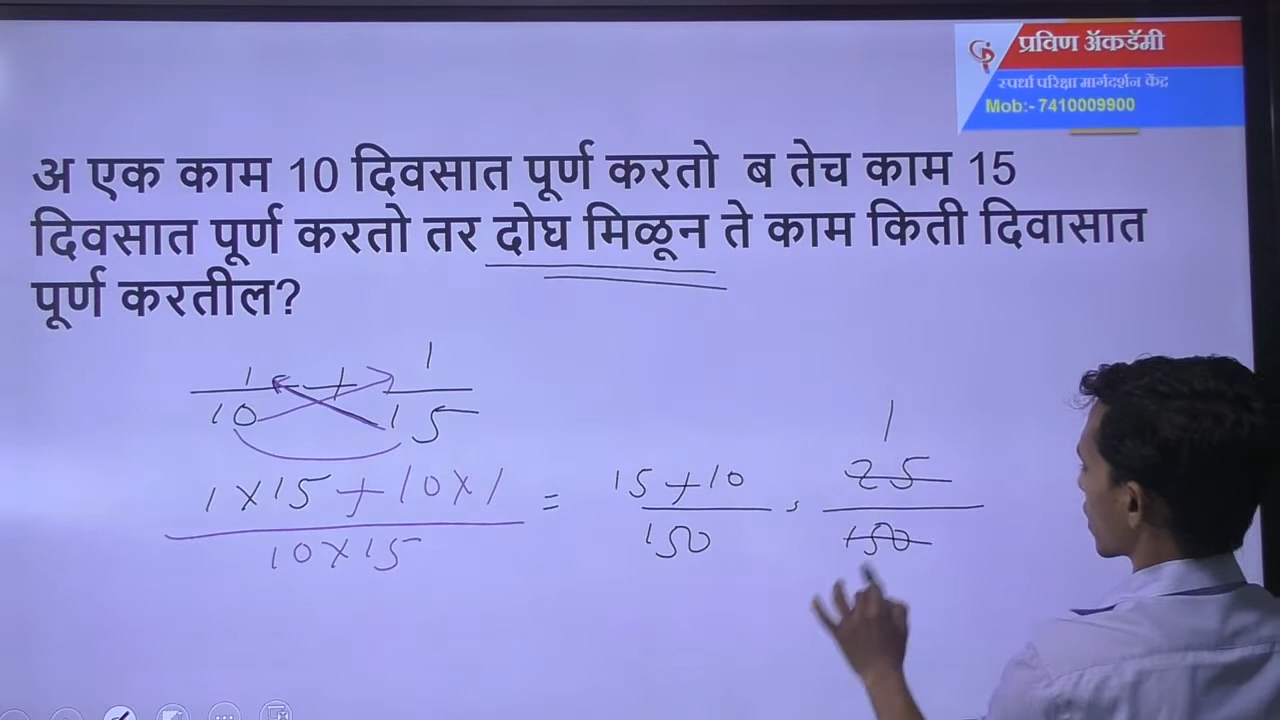 प्रविण ॲकडॅमी
स्पर्धा परिक्षा मार्गदर्शन केंद्र
Mob:- 7410009900
अ एक काम 10 दिवसात पूर्ण करतो ब तेच काम 15
दिवसात पूर्ण करतो तर दोघ मिळून ते काम किती दिवासात
पूर्ण करतील?
1 + 1
10 15
1
1×15+10×1 = 15+10 , 25
10×15 150 150